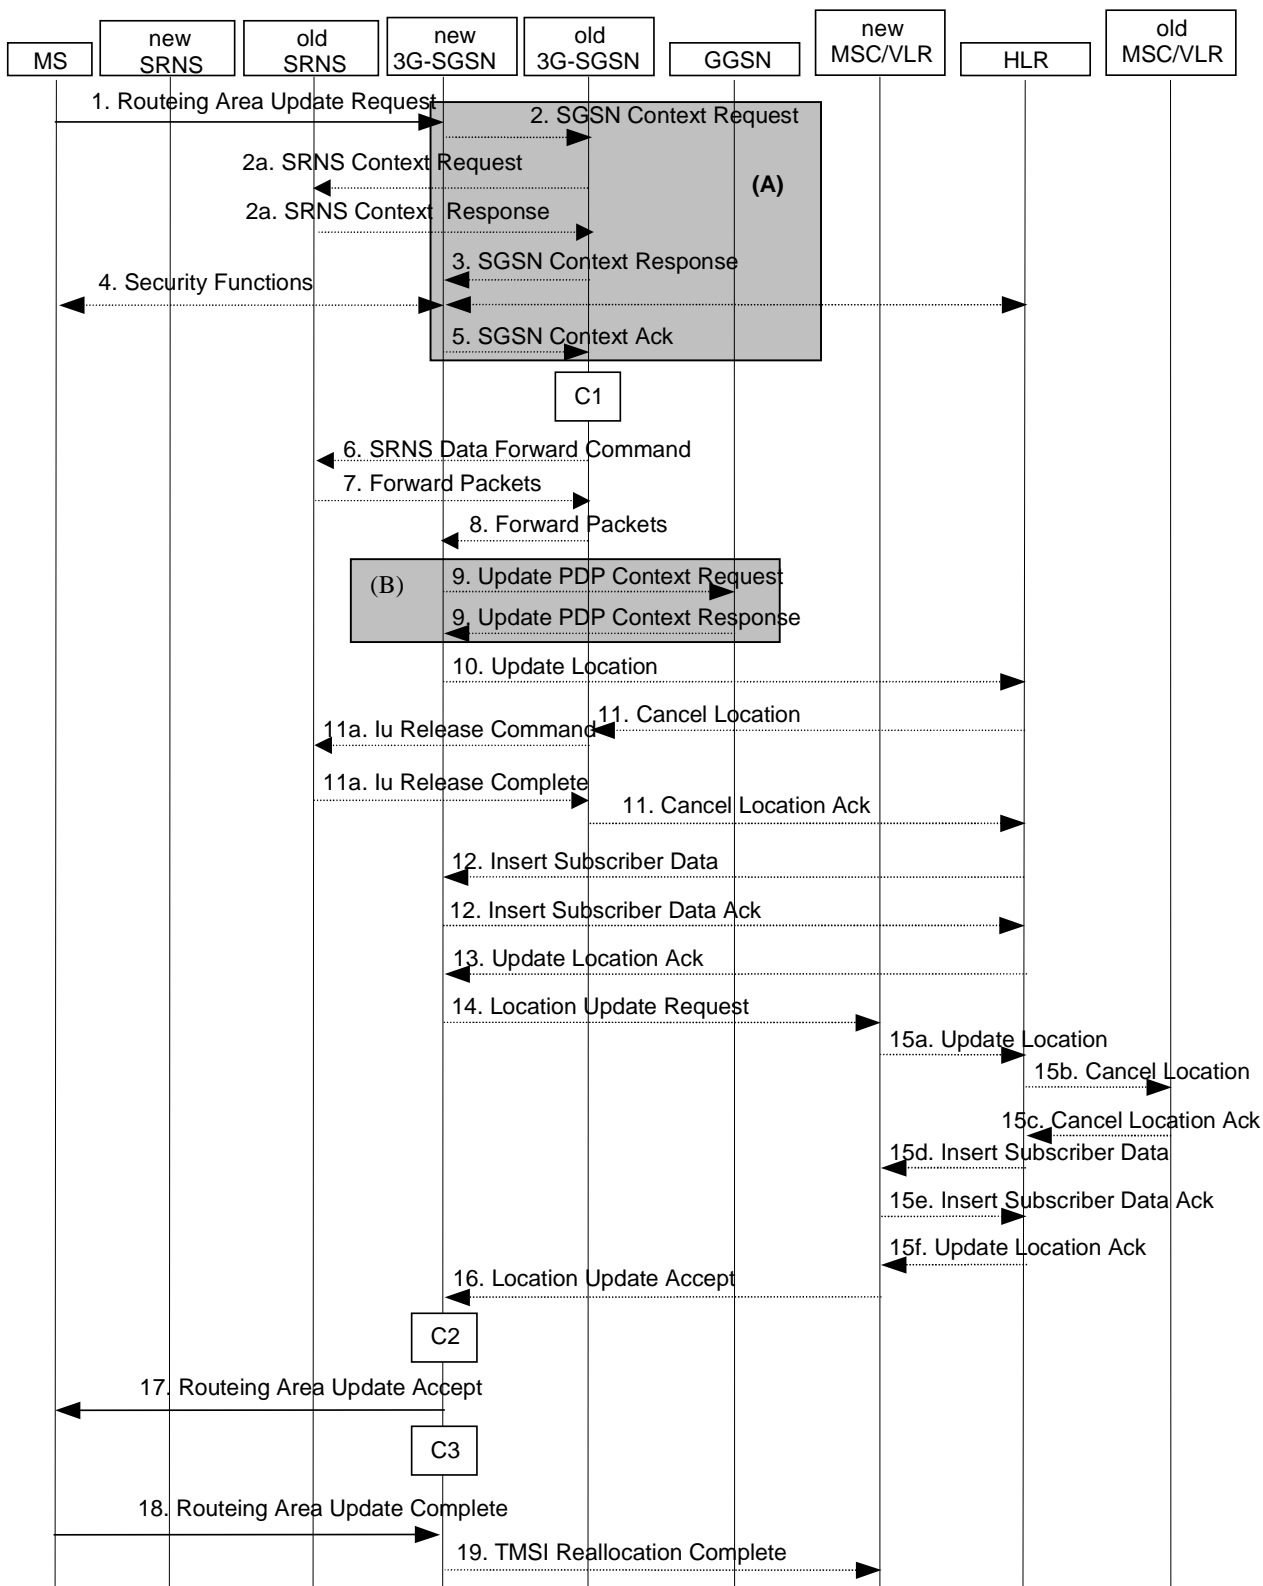 MS
new
SRNS
old
SRNS
new
3G-SGSN
old
3G-SGSN
GGSN
new
MSC/VLR
HLR
old
MSC/VLR
1. Routeing Area Update Request
2. SGSN Context Request
2a. SRNS Context Request
(A)
2a. SRNS Context Response
3. SGSN Context Response
4. Security Functions
5. SGSN Context Ack
C1
6. SRNS Data Forward Command
7. Forward Packets
8. Forward Packets
(B)
9. Update PDP Context Request
9. Update PDP Context Response
10. Update Location
11. Cancel Location
11a. Iu Release Command
11a. Iu Release Complete
11. Cancel Location Ack
12. Insert Subscriber Data
12. Insert Subscriber Data Ack
13. Update Location Ack
14. Location Update Request
15a. Update Location
15b. Cancel Location
15c. Cancel Location Ack
15d. Insert Subscriber Data
15e. Insert Subscriber Data Ack
15f. Update Location Ack
16. Location Update Accept
C2
17. Routeing Area Update Accept
C3
18. Routeing Area Update Complete
19. TMSI Reallocation Complete